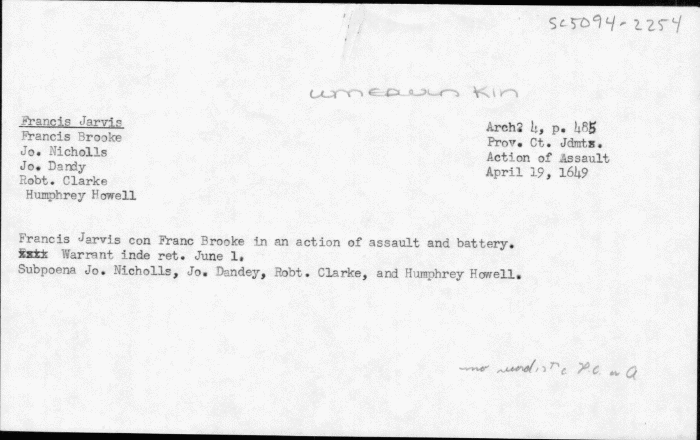 SC5094-2254
Kin
Francis Jarvis
Francis Brooke
Jo. Nicholls
Jo. Dandy
Robt. Clarke
Humphrey Howell
Arch? 4, p. 485
Prov. Ct. Jdmts.
Action of Assault
April 19, 1649
Francis Jarvis con Franc Brooke in an action of assault and battery.
Warrant inde ret. June 1.
Subpoena Jo. Nicholls, Jo. Dandey, Robt. Clarke, and Humphrey Howell.